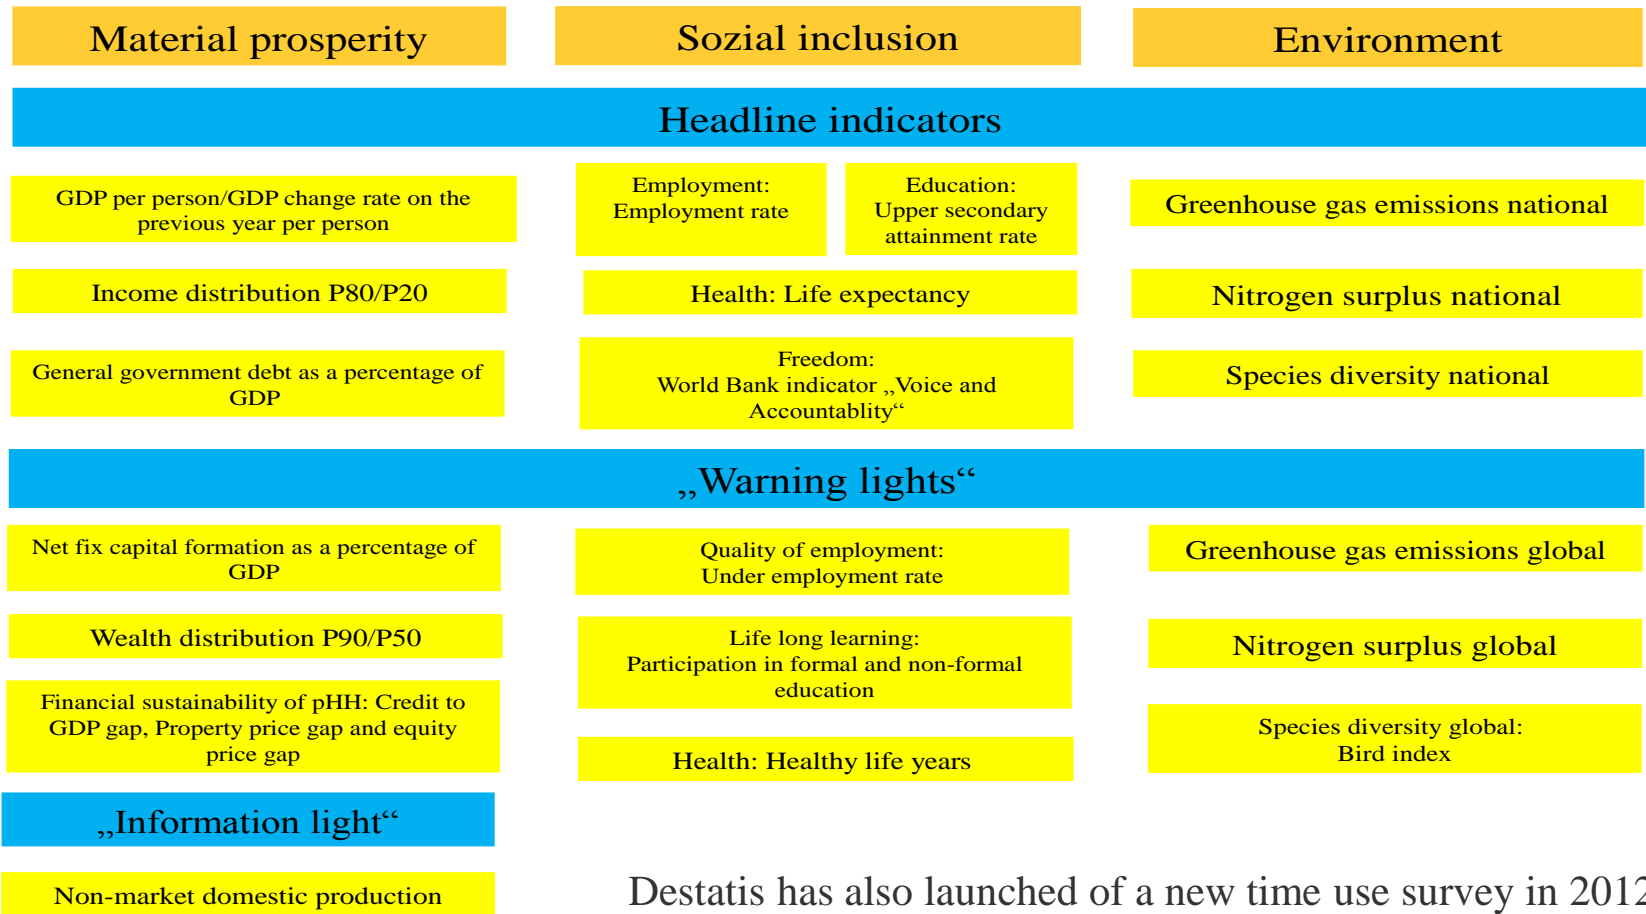 Material prosperity
Sozial inclusion
Environment
Headline indicators
GDP per person/GDP change rate on the
previous year per person
Employment:
Employment rate
Education:
Upper secondary
attainment rate
Greenhouse gas emissions national
Income distribution P80/P20
Health: Life expectancy
Nitrogen surplus national
General government debt as a percentage of
GDP
Freedom:
World Bank indicator „Voice and
Accountablity“
Species diversity national
„Warning lights“
Net fix capital formation as a percentage of
GDP
Quality of employment:
Under employment rate
Greenhouse gas emissions global
Wealth distribution P90/P50
Life long learning:
Participation in formal and non-formal
education
Nitrogen surplus global
Financial sustainability of pHH: Credit to
GDP gap, Property price gap and equity
price gap
Health: Healthy life years
Species diversity global:
Bird index
„Information light“
Non-market domestic production
Destatis has also launched of a new time use survey in 2012